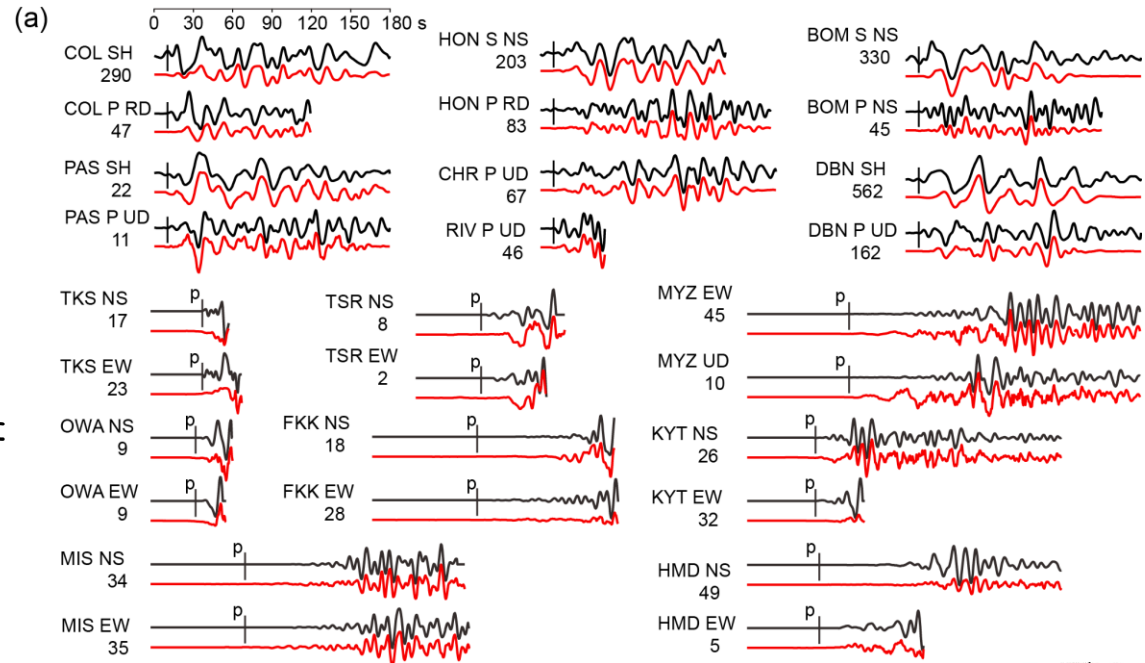 (a)
0 30 60 90 120 150 180 s
COL SH
290
HON S NS
203
BOM S NS
330
COL P RD
47
HON P RD
83
BOM P NS
45
PAS SH
22
CHR P UD
67
DBN SH
562
PAS P UD
11
RIV P UD
46
DBN P UD
162
TKS NS
17
p
TSR NS
8
p
MYZ EW
45
p
TKS EW
23
p
TSR EW
2
p
MYZ UD
10
p
OWA NS
9
p
FKK NS
18
p
KYT NS
26
p
OWA EW
9
p
FKK EW
28
p
KYT EW
32
p
MIS NS
34
p
HMD NS
49
p
MIS EW
35
p
HMD EW
5
p